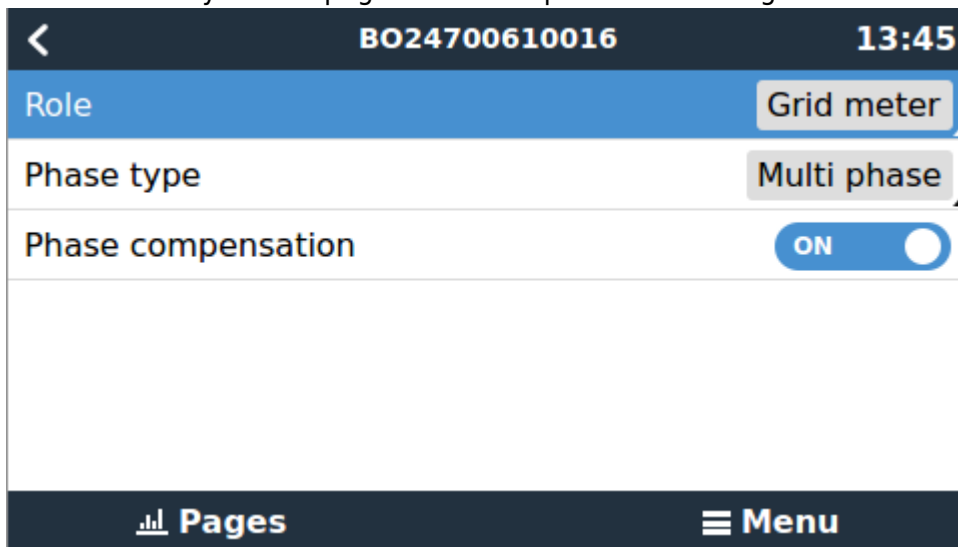 BO24700610016 13:45
Role Grid meter
Phase type Multi phase
Phase compensation ON
Pages Menu